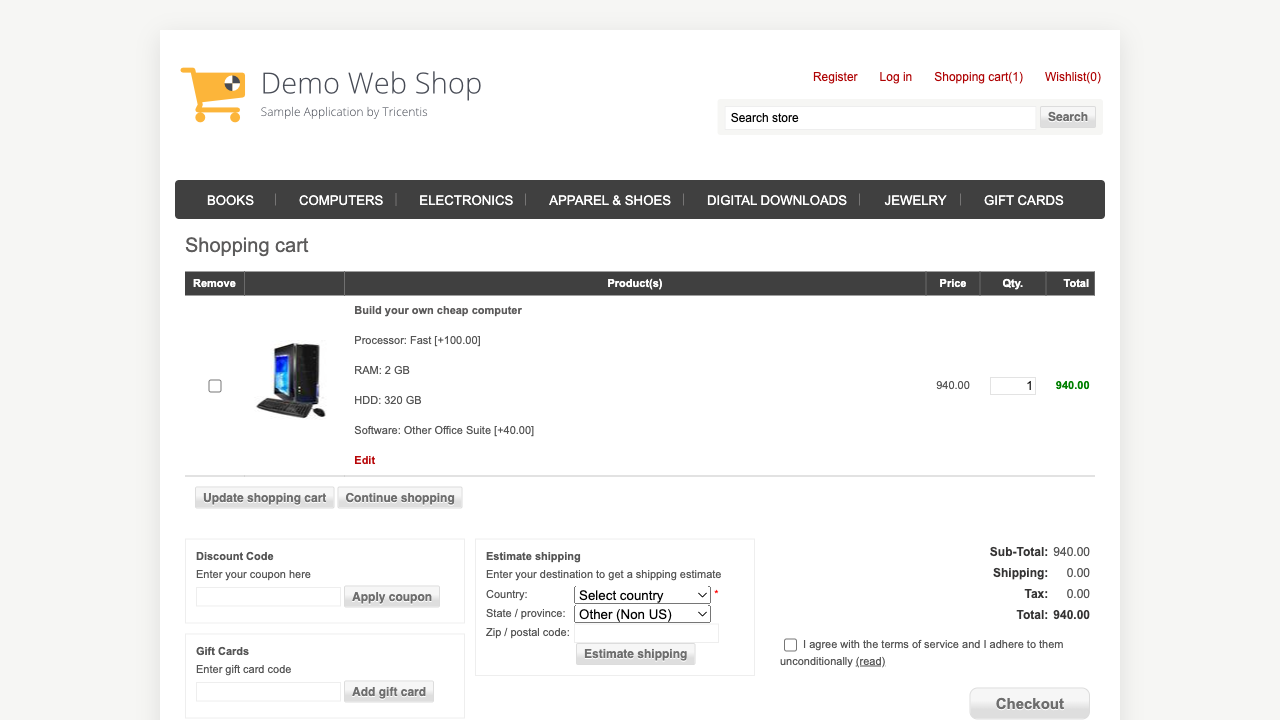 Demo Web Shop
Sample Application by Tricentis
Register Log in Shopping cart(1) Wishlist(0)
Search store Search
BOOKS COMPUTERS ELECTRONICS APPAREL & SHOES DIGITAL DOWNLOADS JEWELRY GIFT CARDS
Shopping cart
Remove Product(s) Price Qty. Total
Build your own cheap computer
Processor: Fast [+100.00]
RAM: 2 GB
940.00 1 940.00
HDD: 320 GB
Software: Other Office Suite [+40.00]
Edit
Update shopping cart Continue shopping
Discount Code
Enter your coupon here
Apply coupon
Gift Cards
Enter gift card code
Add gift card
Estimate shipping
Enter your destination to get a shipping estimate
Country: Select country *
State / province: Other (Non US)
Zip / postal code:
Estimate shipping
Sub-Total: 940.00
Shipping: 0.00
Tax: 0.00
Total: 940.00
I agree with the terms of service and I adhere to them
unconditionally (read)
Checkout